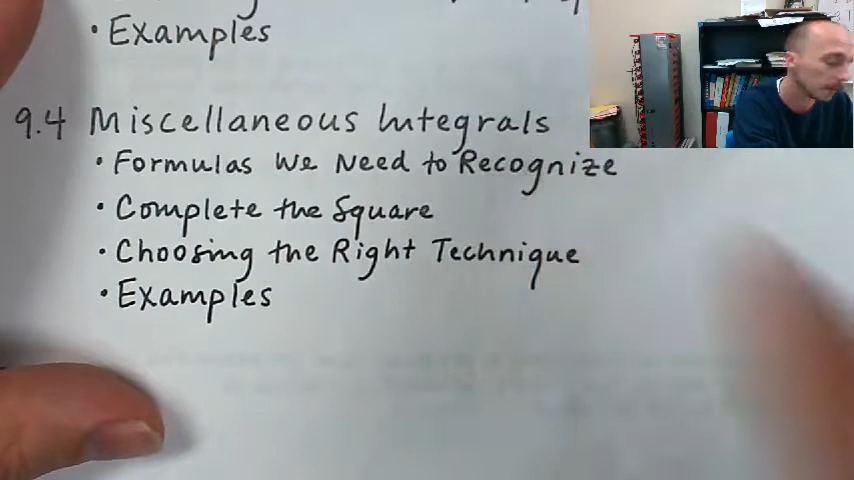 • Examples
9.4 Miscellaneous Integrals
• Formulas We Need to Recognize
• Complete the Square
• Choosing the Right Technique
• Examples